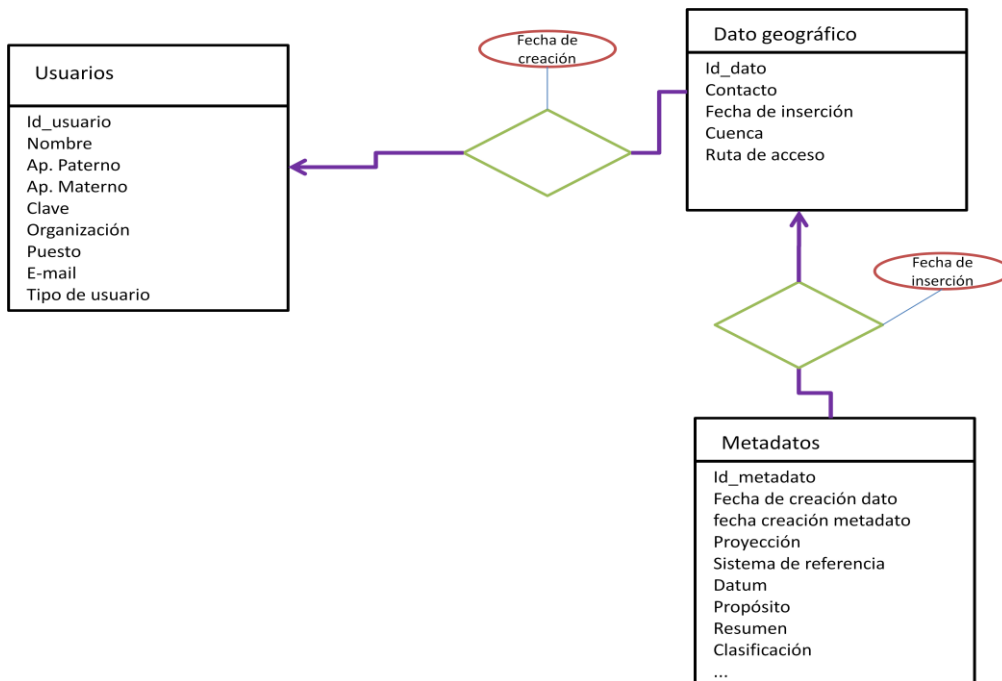 Usuarios
Id_usuario
Nombre
Ap. Paterno
Ap. Materno
Clave
Organización
Puesto
E-mail
Tipo de usuario
Fecha de
creación
Dato geográfico
Id_dato
Contacto
Fecha de inserción
Cuenca
Ruta de acceso
Fecha de
inserción
Metadatos
Id_metadato
Fecha de creación dato
fecha creación metadato
Proyección
Sistema de referencia
Datum
Propósito
Resumen
Clasificación
...